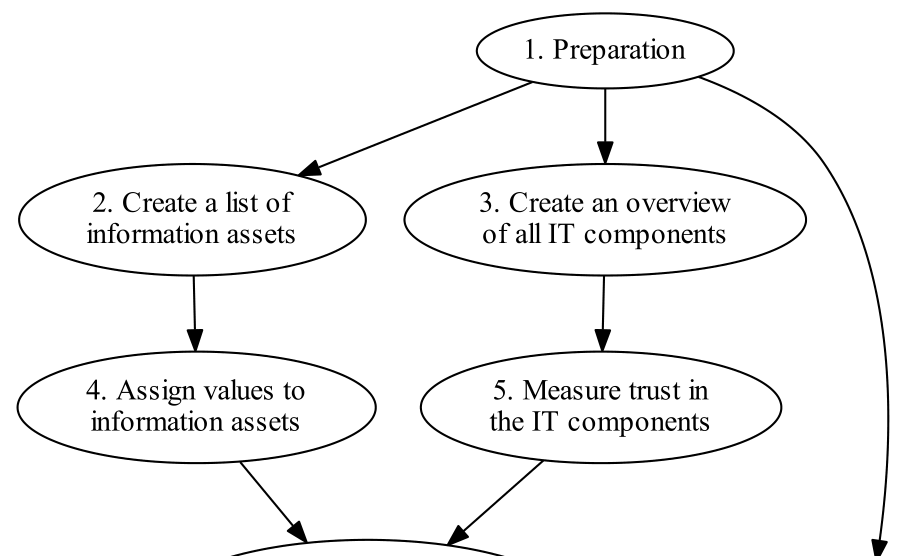 1. Preparation
2. Create a list of
information assets
3. Create an overview
of all IT components
4. Assign values to
information assets
5. Measure trust in
the IT components